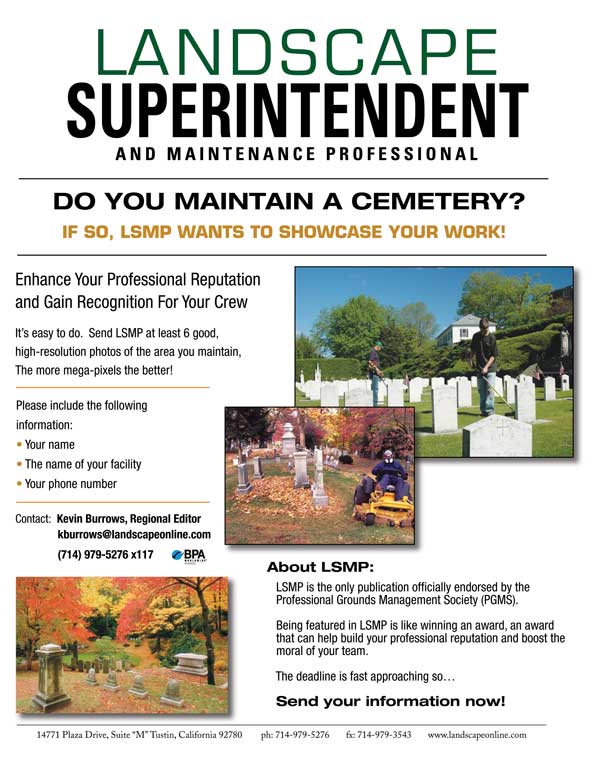 LANDSCAPE
SUPERINTENDENT
AND MAINTENANCE PROFESSIONAL
DO YOU MAINTAIN A CEMETERY?
IF SO, LSMP WANTS TO SHOWCASE YOUR WORK!
Enhance Your Professional Reputation
and Gain Recognition For Your Crew
It's easy to do. Send LSMP at least 6 good,
high-resolution photos of the area you maintain,
The more mega-pixels the better!
Please include the following
information:
• Your name
• The name of your facility
• Your phone number
Contact: Kevin Burrows, Regional Editor
kburrows@landscapeonline.com
(714) 979-5276 x117
BPA
WORLDWIDE
About LSMP:
LSMP is the only publication officially endorsed by the
Professional Grounds Management Society (PGMS).
Being featured in LSMP is like winning an award, an award
that can help build your professional reputation and boost the
moral of your team.
The deadline is fast approaching so…
Send your information now!
14771 Plaza Drive, Suite “M” Tustin, California 92780 ph: 714-979-5276 fx: 714-979-3543 www.landscapeonline.com